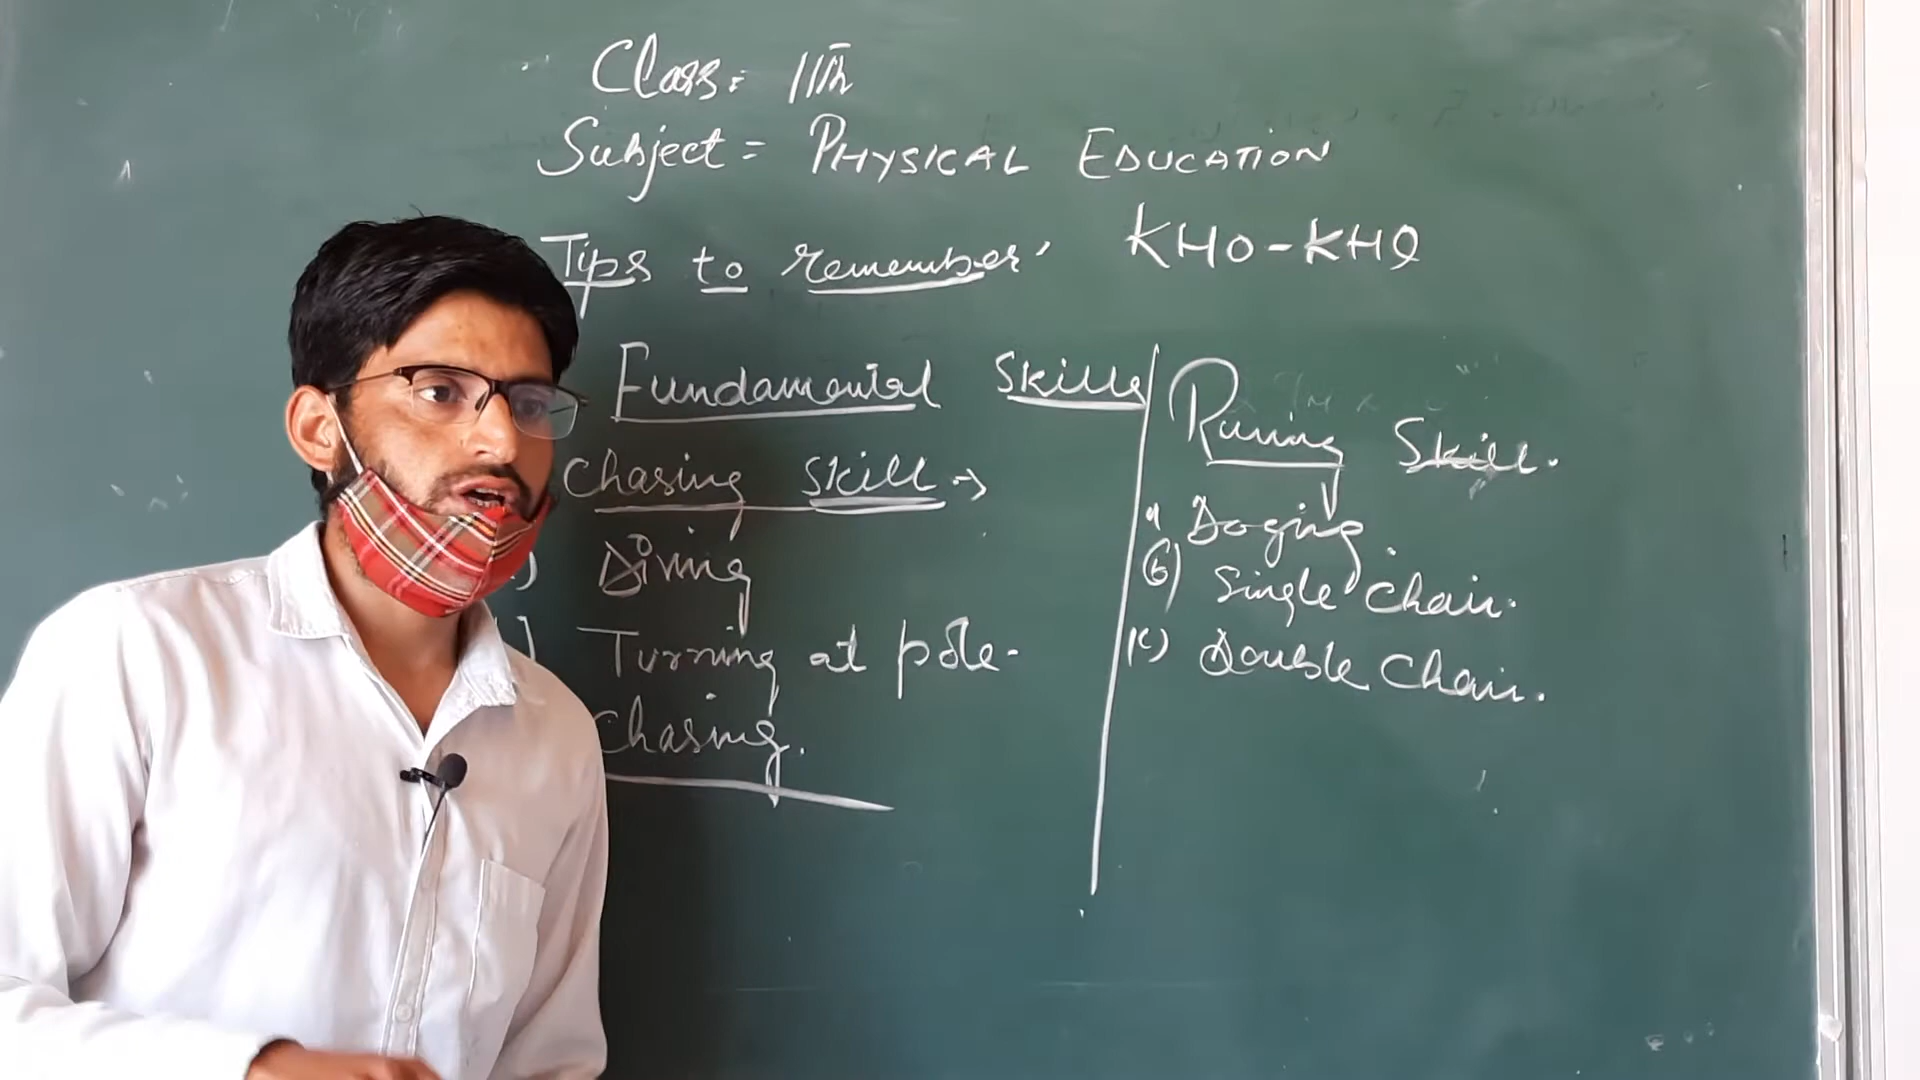 Class: 11th
Subject = PHYSICAL EDUCATION
Tips to remember' KHO-KHO
Fundamental Skills
Chasing Skill →
Diving
Turning at pole.
Chasing.
Runing Skill.
Doging.
(b) Single Chain.
(c) Double Chain.